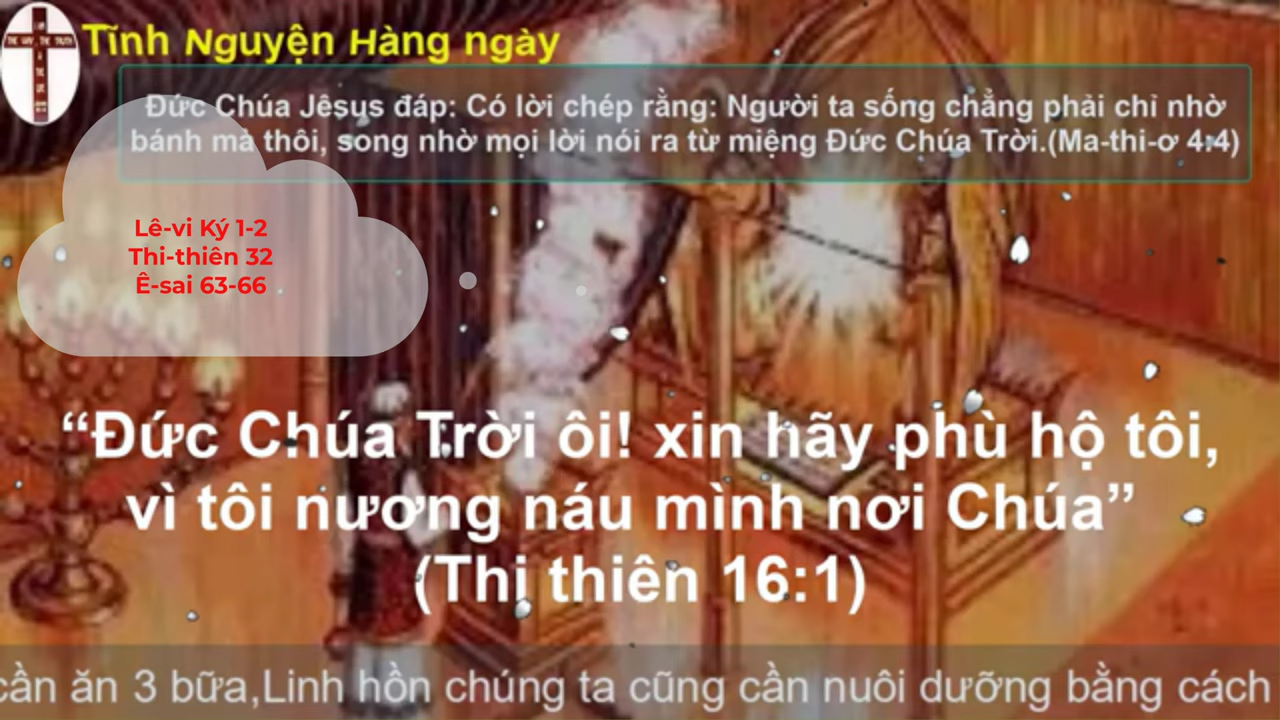 Tĩnh Nguyện Hàng ngày
Đức Chúa Jêsus đáp: Có lời chép rằng: Người ta sống chẳng phải chỉ nhờ
bánh mà thôi, song nhờ mọi lời nói ra từ miệng Đức Chúa Trời.(Ma-thi-ơ 4:4)
Lê-vi Ký 1-2
Thi-thiên 32
Ê-sai 63-66
“Đức Chúa Trời ôi! xin hãy phù hộ tôi,
vì tôi nương náu mình nơi Chúa”
(Thi thiên 16:1)
cần ăn 3 bữa,Linh hồn chúng ta cũng cần nuôi dưỡng bằng cách